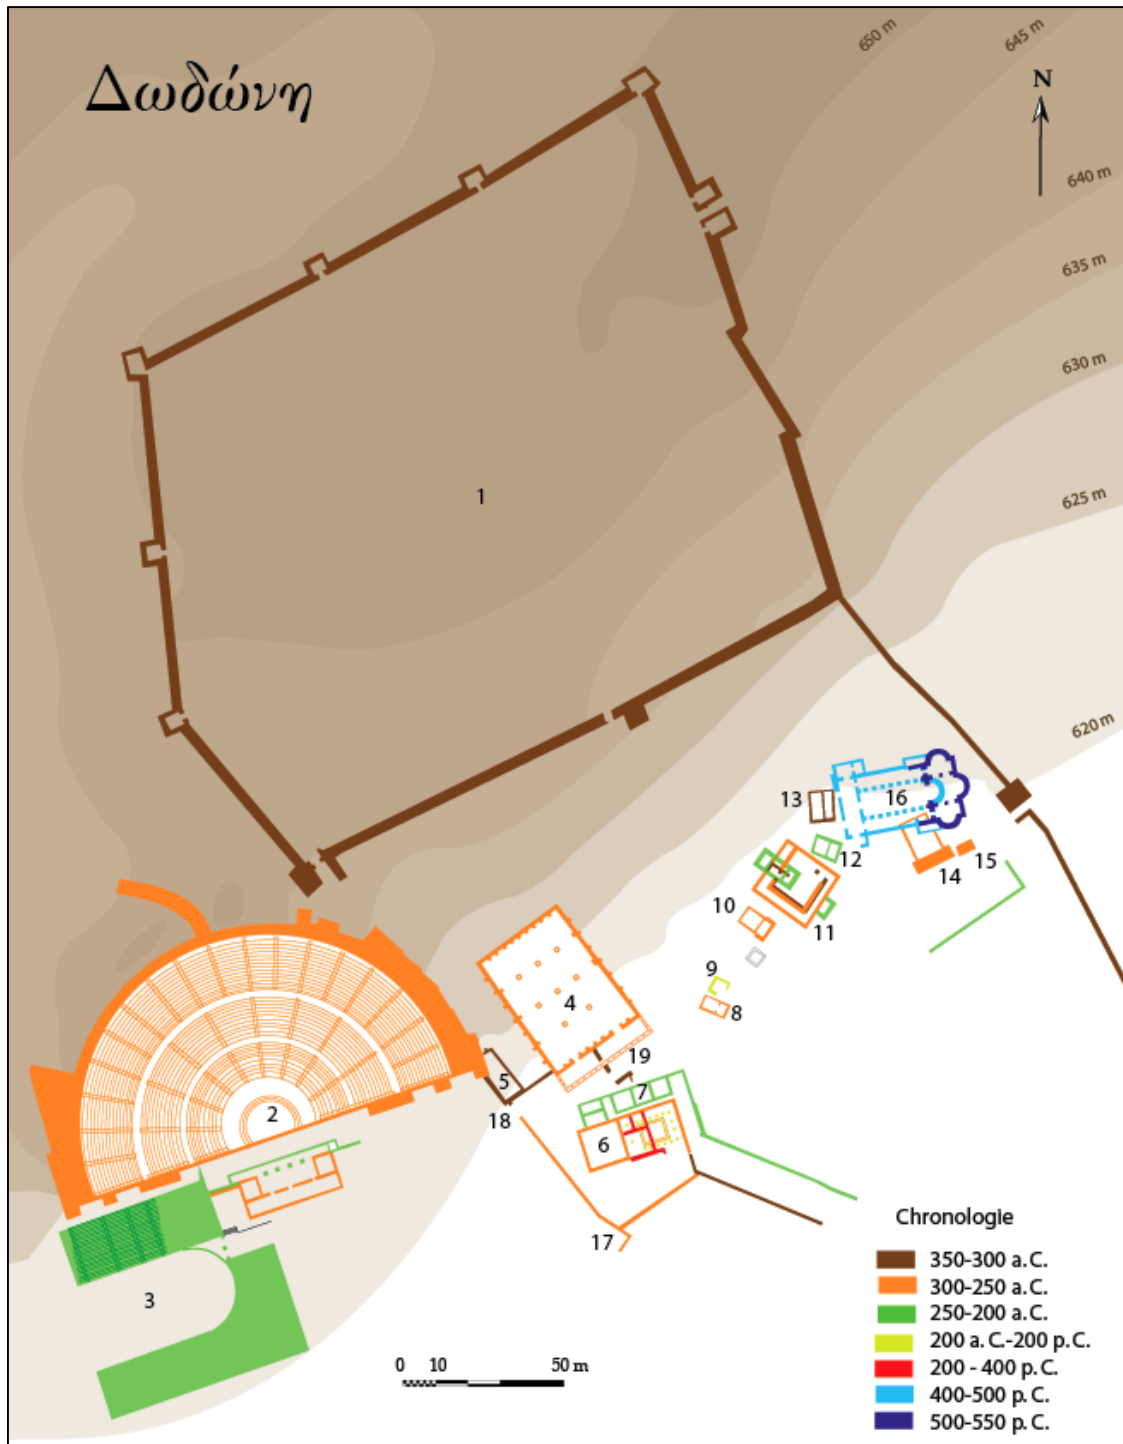 Δωδώνη
650 m
645 m
N
640 m
635 m
630 m
1
625 m
620 m
13
16
12
15
14
10
11
4
9
8
19
5
7
18
2
6
17
3
Chronologie
350-300 a. C.
300-250 a. C.
250-200 a. C.
200 a. C.-200 p. C.
200 - 400 p. C.
400-500 p. C.
500-550 p. C.
0 10 50 m